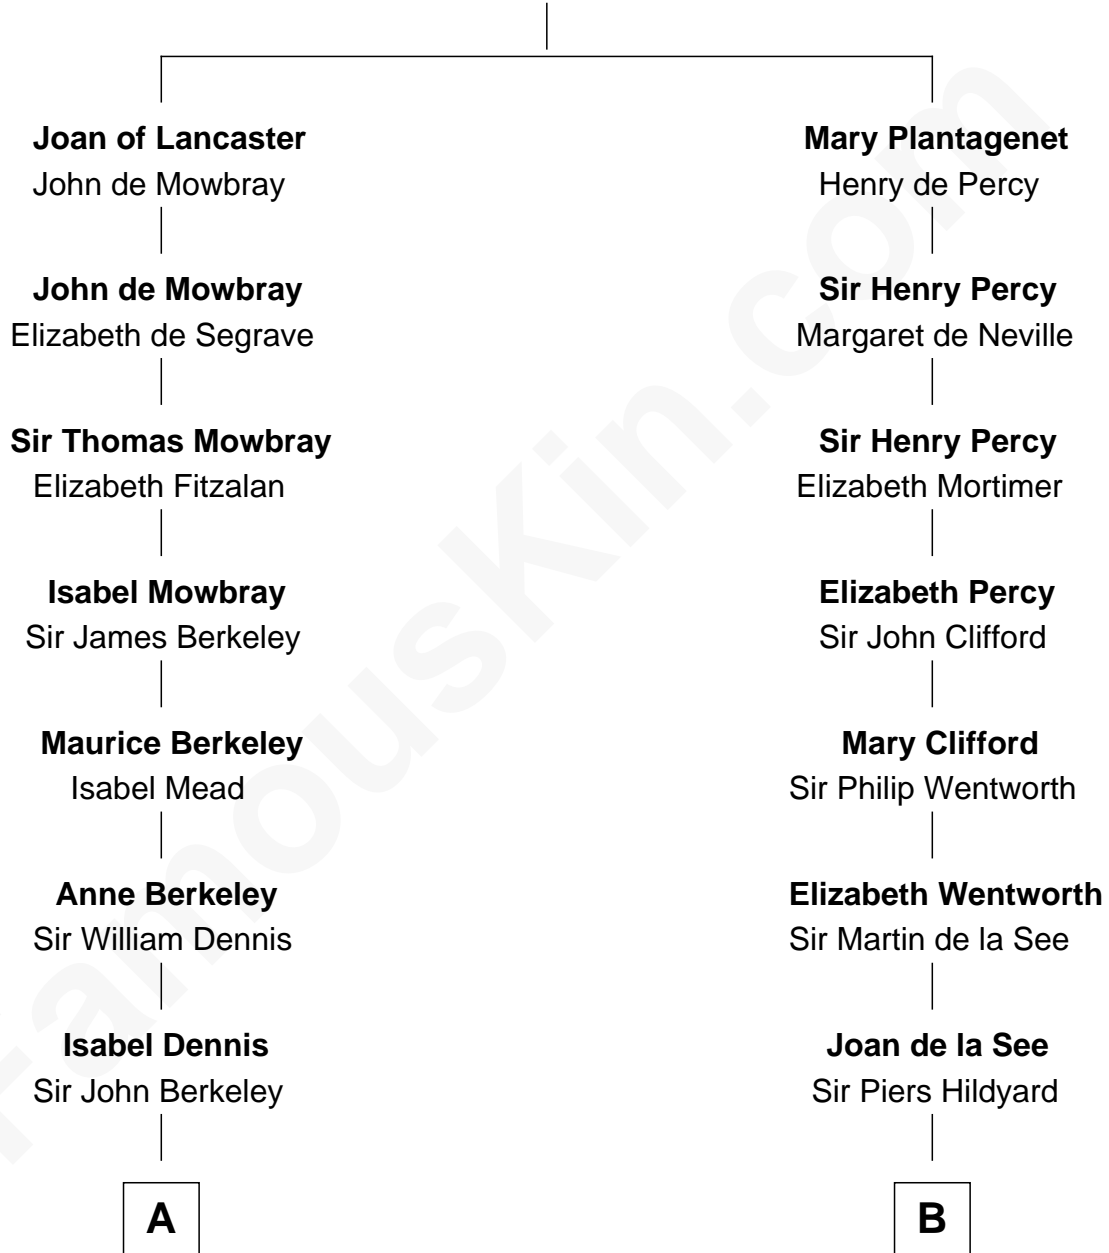 Joan of Lancaster
John de Mowbray
John de Mowbray
Elizabeth de Segrave
Sir Thomas Mowbray
Elizabeth Fitzalan
Isabel Mowbray
Sir James Berkeley
Maurice Berkeley
Isabel Mead
Anne Berkeley
Sir William Dennis
Isabel Dennis
Sir John Berkeley
A
Mary Plantagenet
Henry de Percy
Sir Henry Percy
Margaret de Neville
Sir Henry Percy
Elizabeth Mortimer
Elizabeth Percy
Sir John Clifford
Mary Clifford
Sir Philip Wentworth
Elizabeth Wentworth
Sir Martin de la See
Joan de la See
Sir Piers Hildyard
B
FamousKin.com